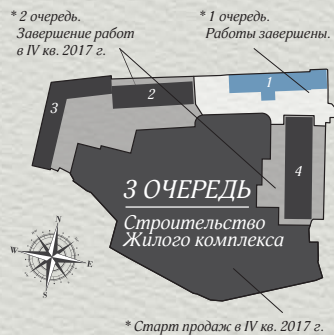 * 2 очередь.
Завершение работ
в IV кв. 2017 г.
* 1 очередь.
Работы завершены.
1
2
3
4
3 ОЧЕРЕДЬ
Строительство
Жилого комплекса
N
W
E
S
* Старт продаж в IV кв. 2017 г.